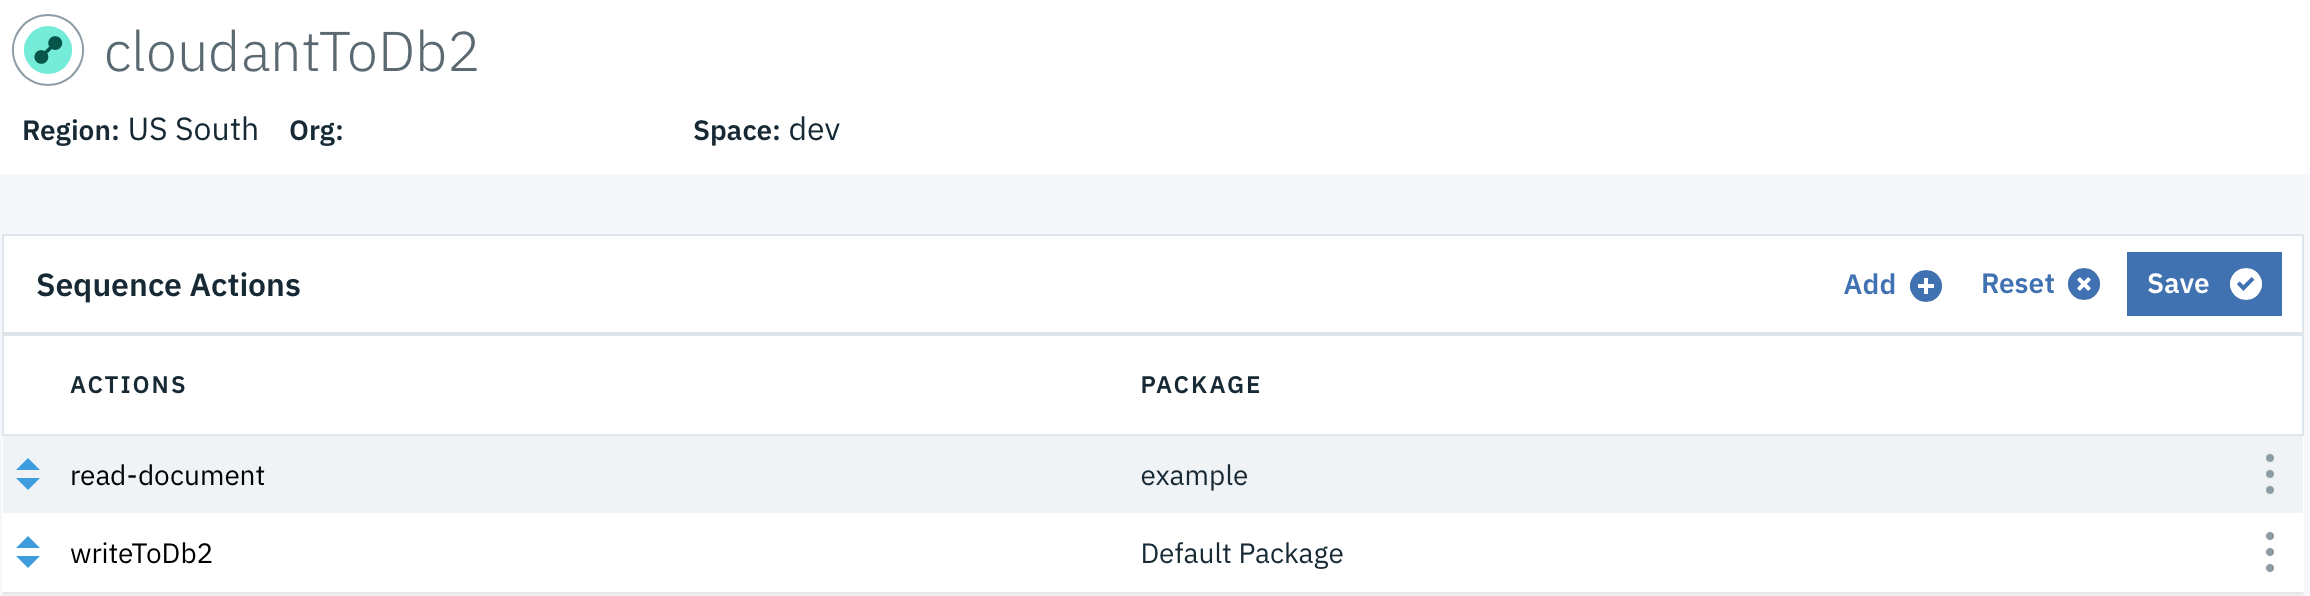 cloudantToDb2
Region: US South Org: Space: dev
Sequence Actions Add Reset Save
ACTIONS PACKAGE
read-document example
writeToDb2 Default Package